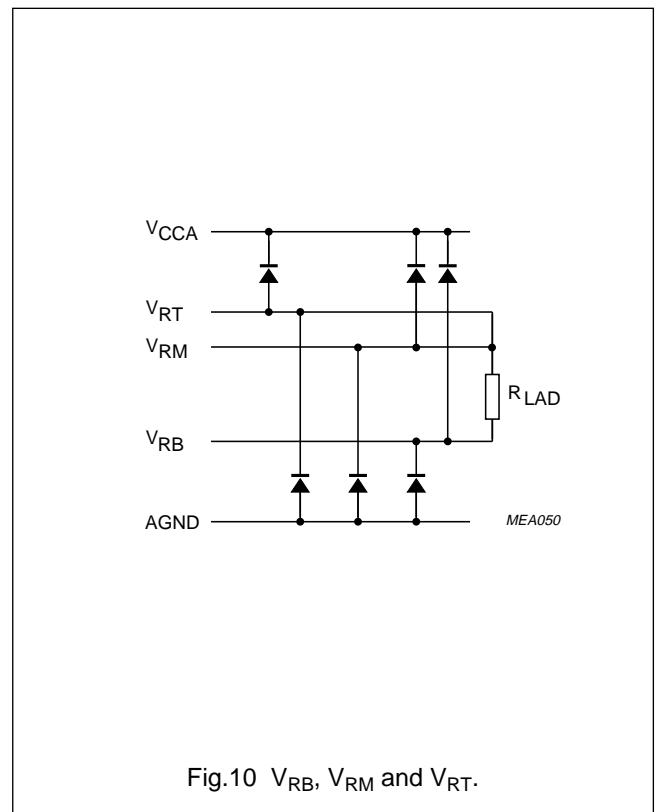 VCCA
VRT
VRM
RLAD
VRB
AGND
MEA050
Fig.10 VRB, VRM and VRT.